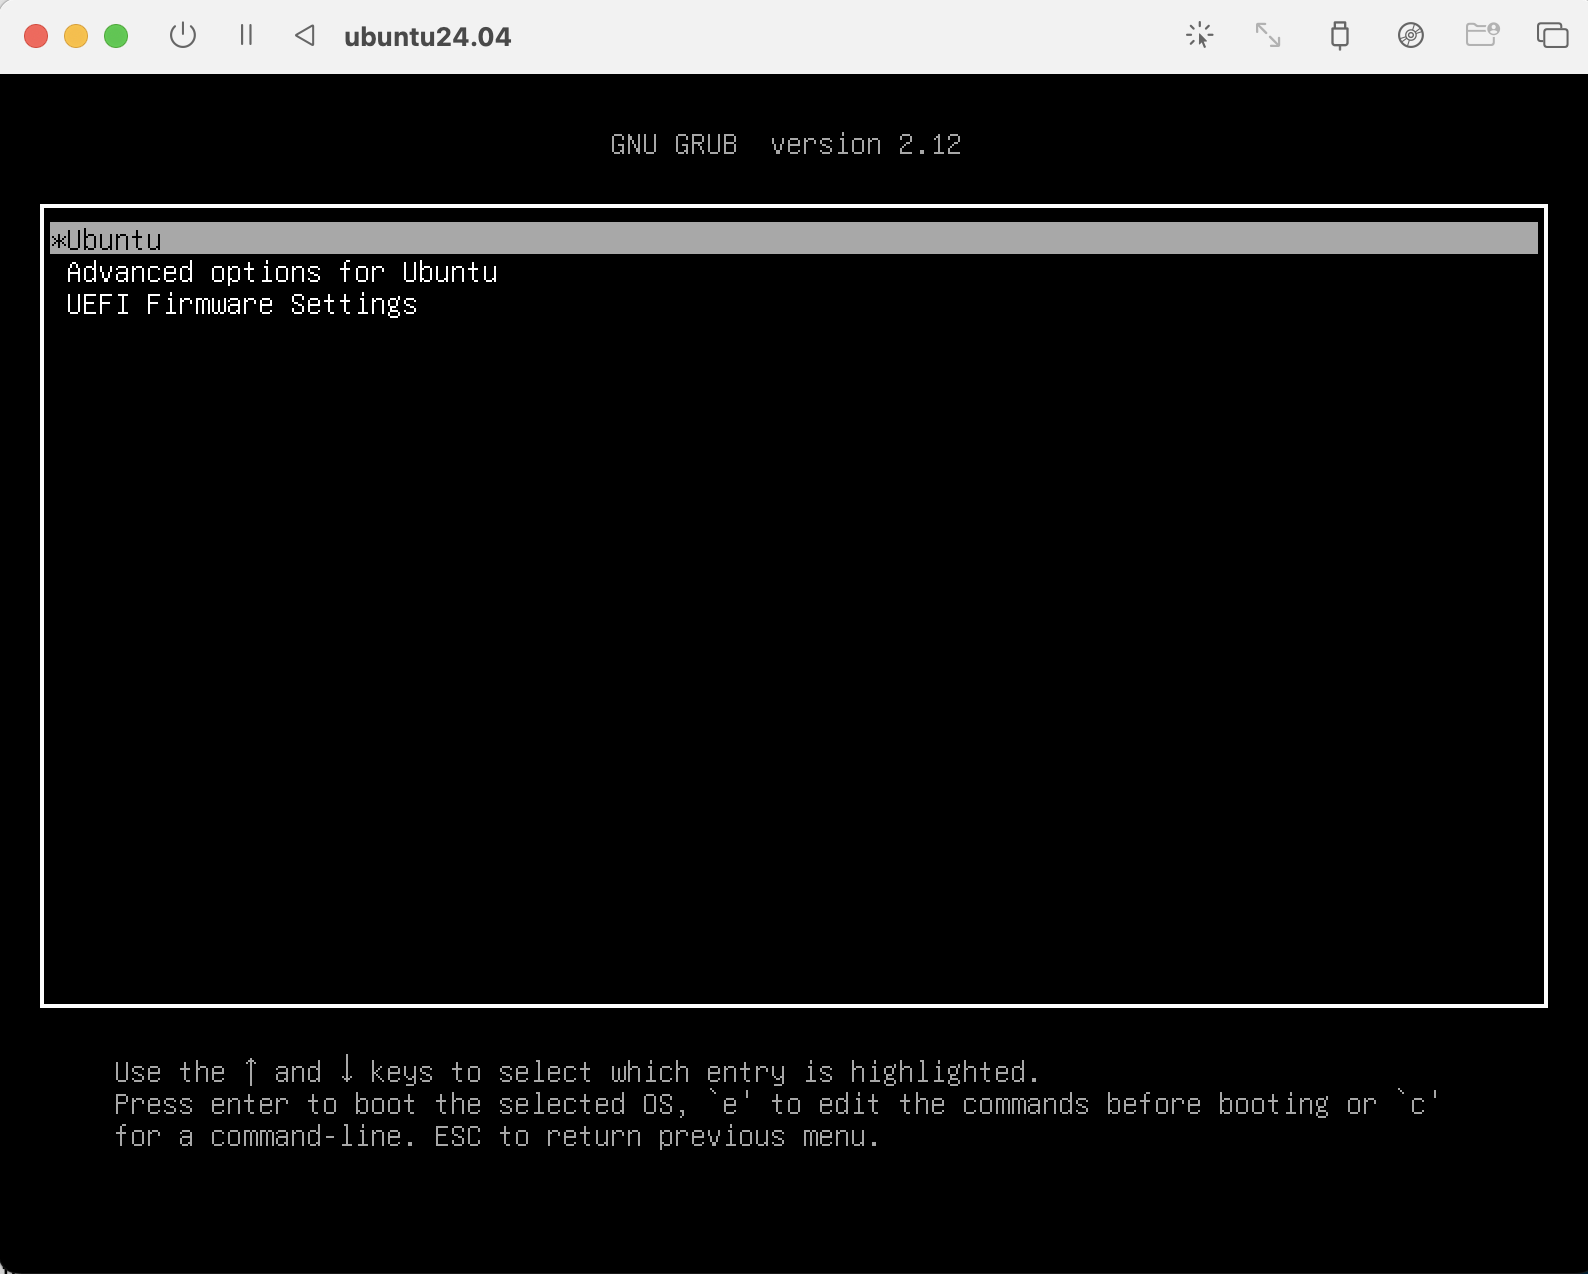 ubuntu24.04
GNU GRUB  version 2.12
*Ubuntu
Advanced options for Ubuntu
UEFI Firmware Settings
Use the ↑ and ↓ keys to select which entry is highlighted.
Press enter to boot the selected OS, `e' to edit the commands before booting or `c'
for a command-line. ESC to return previous menu.